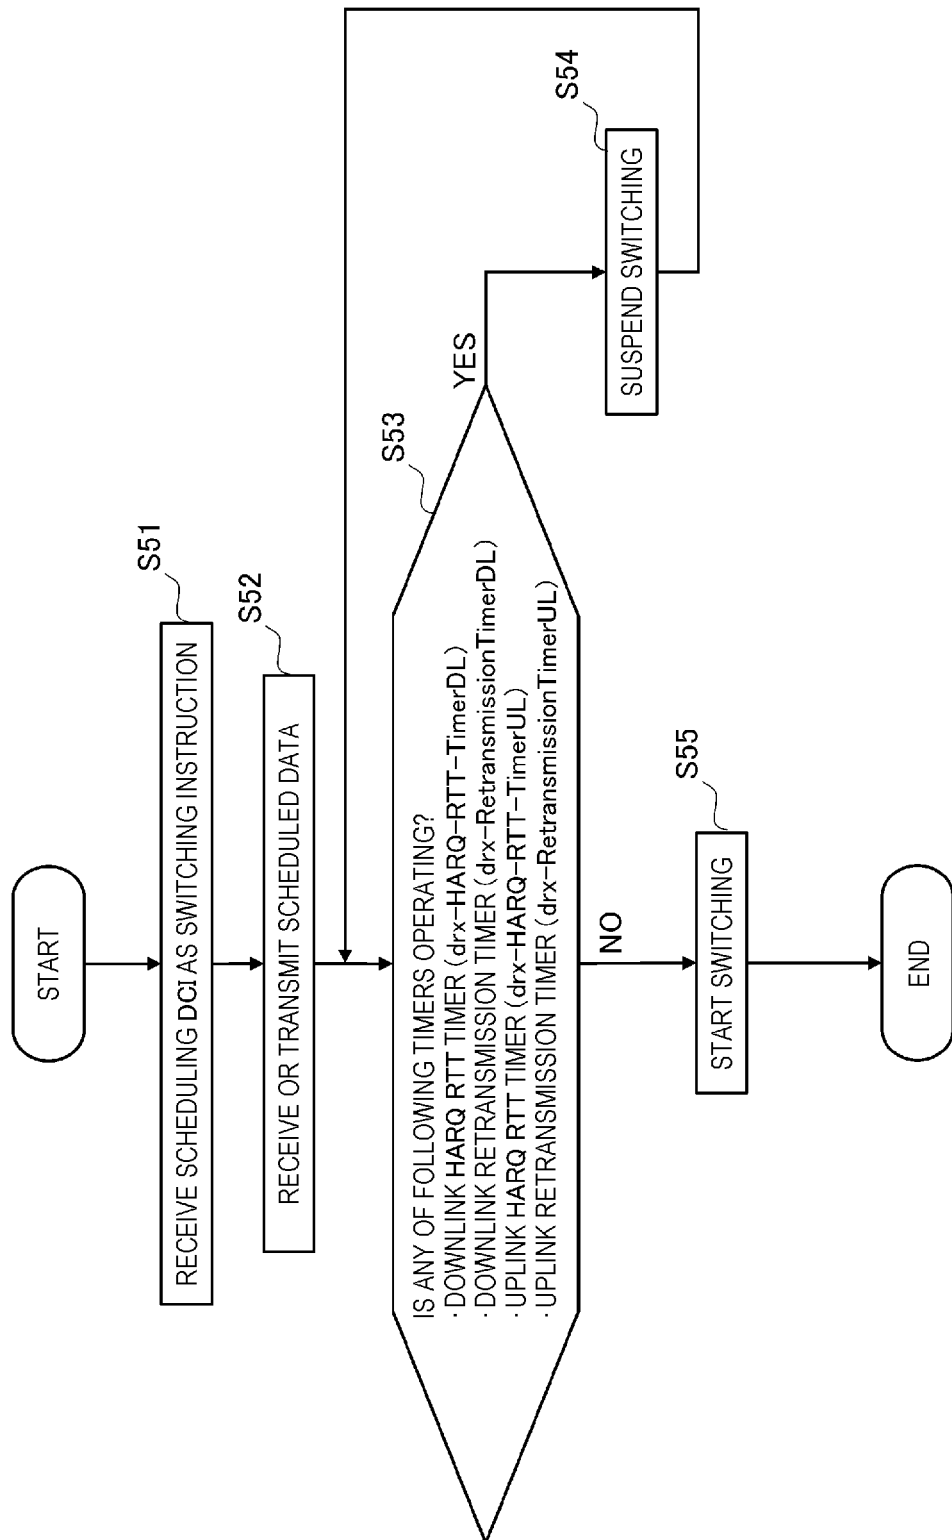 START
S51
RECEIVE SCHEDULING DCI AS SWITCHING INSTRUCTION
S52
RECEIVE OR TRANSMIT SCHEDULED DATA
S53
IS ANY OF FOLLOWING TIMERS OPERATING?
·DOWNLINK HARQ RTT TIMER (drx-HARQ-RTT-TimerDL)
·DOWNLINK RETRANSMISSION TIMER (drx-RetransmissionTimerDL)
·UPLINK HARQ RTT TIMER (drx-HARQ-RTT-TimerUL)
·UPLINK RETRANSMISSION TIMER (drx-RetransmissionTimerUL)
YES
S54
SUSPEND SWITCHING
NO
S55
START SWITCHING
END